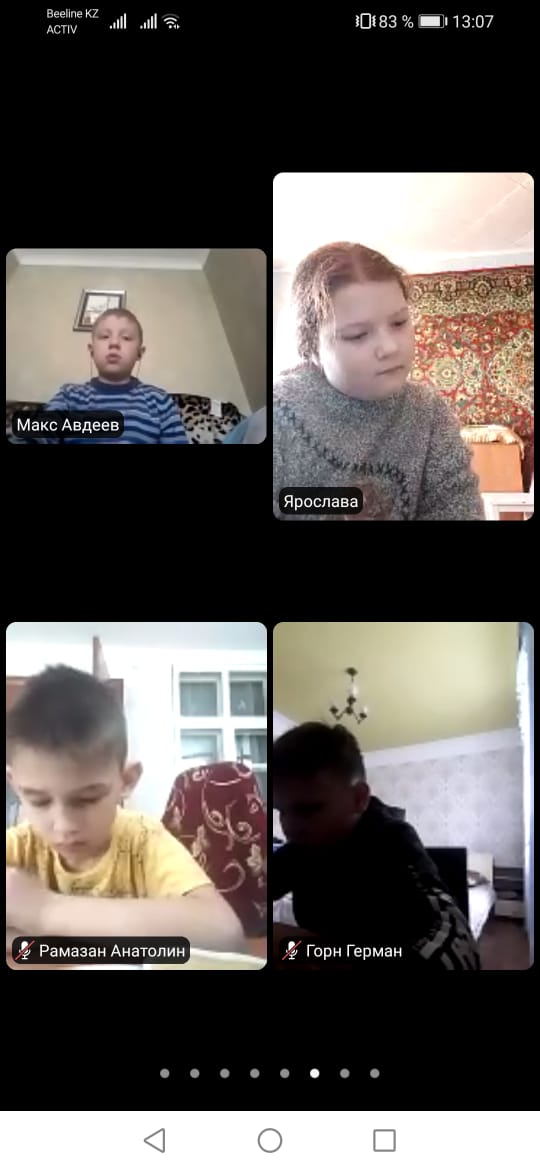 Beeline KZ
ACTIV
83 %
13:07
Макс Авдеев
Ярослава
Рамазан Анатолин
Горн Герман